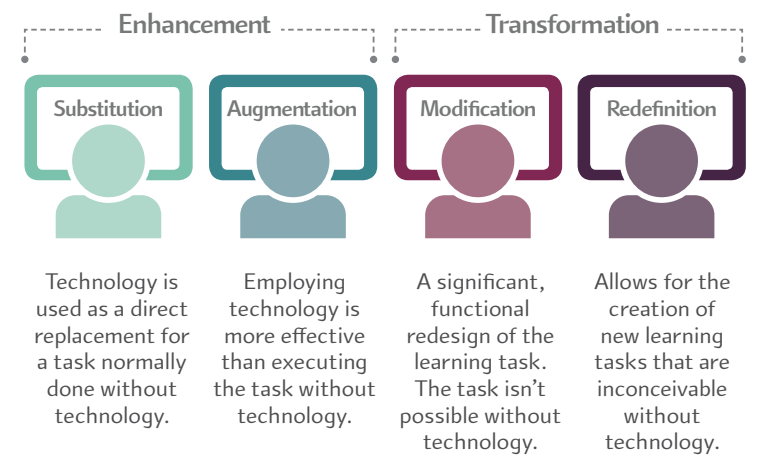 Enhancement
Transformation
Substitution
Augmentation
Modification
Redefinition
Technology is
used as a direct
replacement for
a task normally
done without
technology.
Employing
technology is
more effective
than executing
the task without
technology.
A significant,
functional
redesign of the
learning task.
The task isn’t
possible without
technology.
Allows for the
creation of
new learning
tasks that are
inconceivable
without
technology.